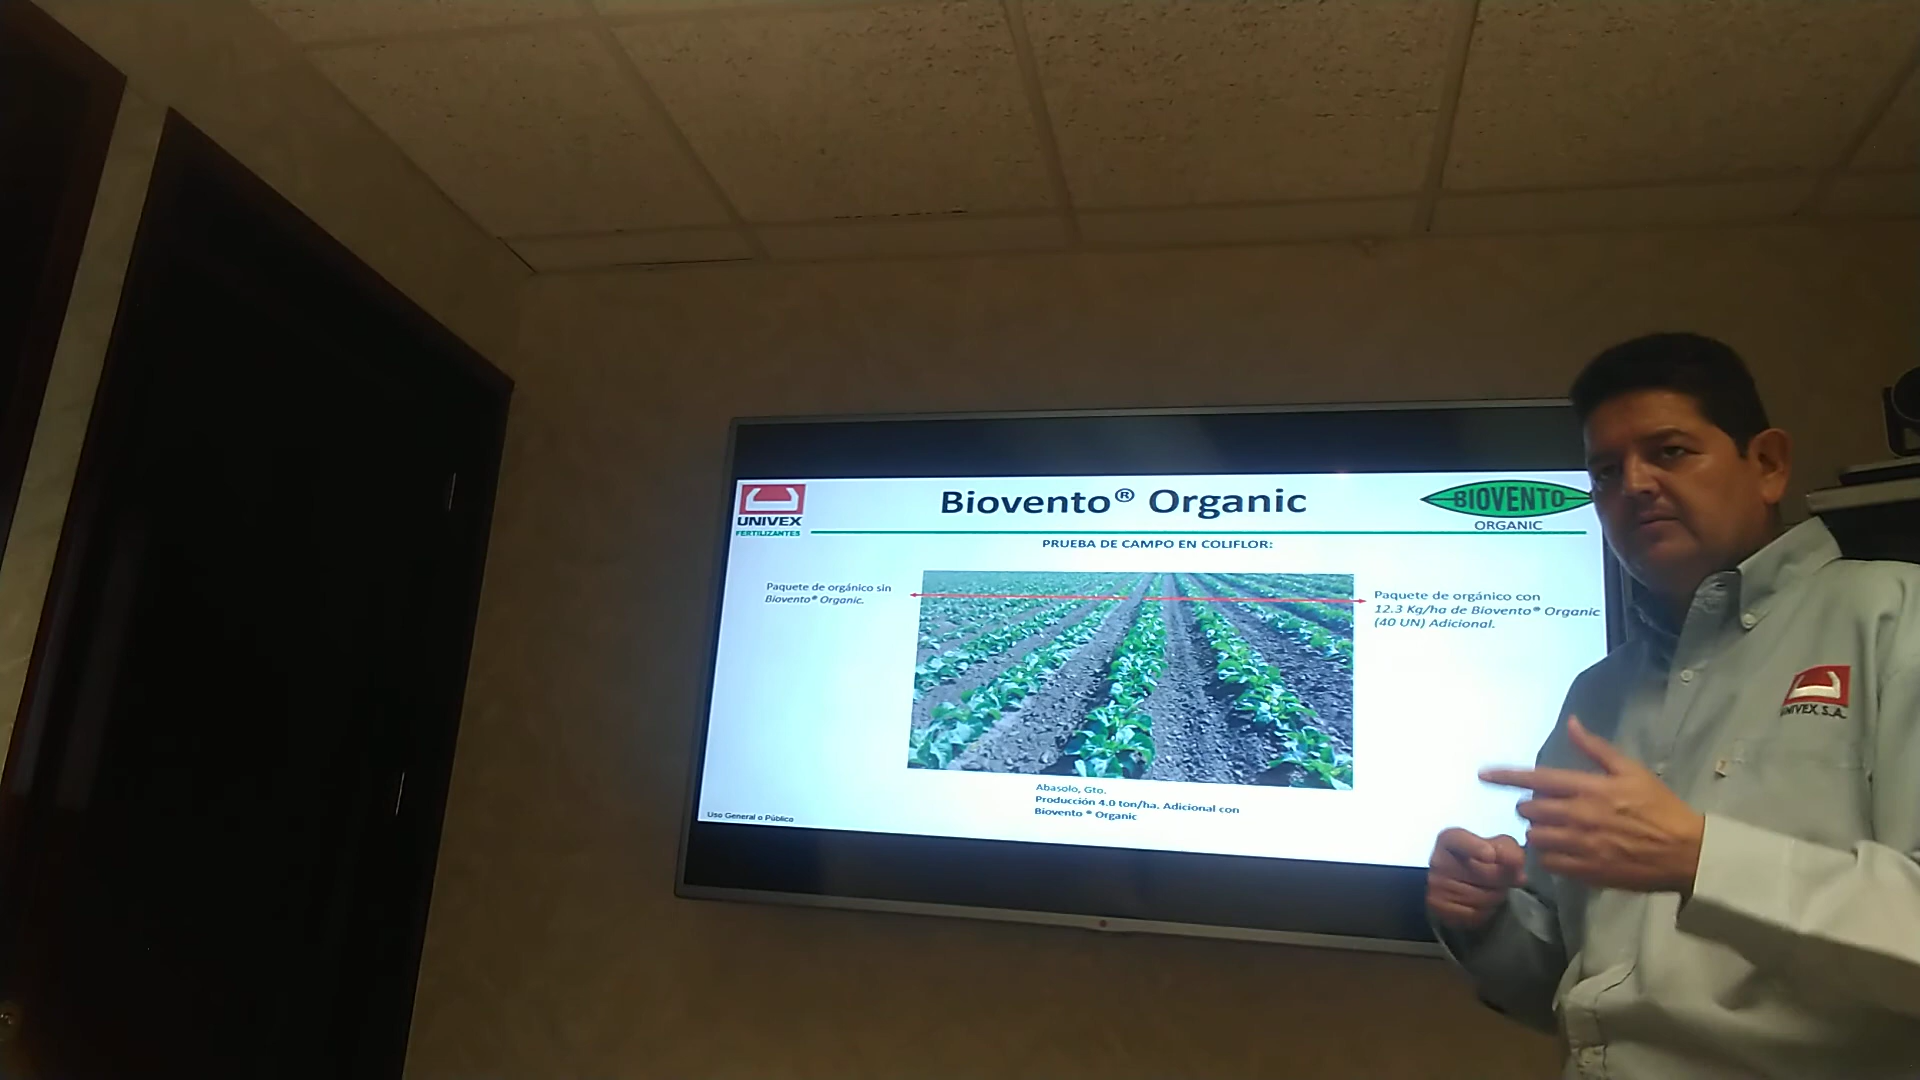 UNIVEX
FERTILIZANTES
Biovento® Organic
BIOVENTO
ORGANIC
PRUEBA DE CAMPO EN COLIFLOR:
Paquete de orgánico sin
Biovento® Organic.
Paquete de orgánico con
12.3 Kg/ha de Biovento® Organic
(40 UN) Adicional.
Abasolo, Gto.
Producción 4.0 ton/ha. Adicional con
Biovento ® Organic
Uso General o Público
UNIVEX S.A.